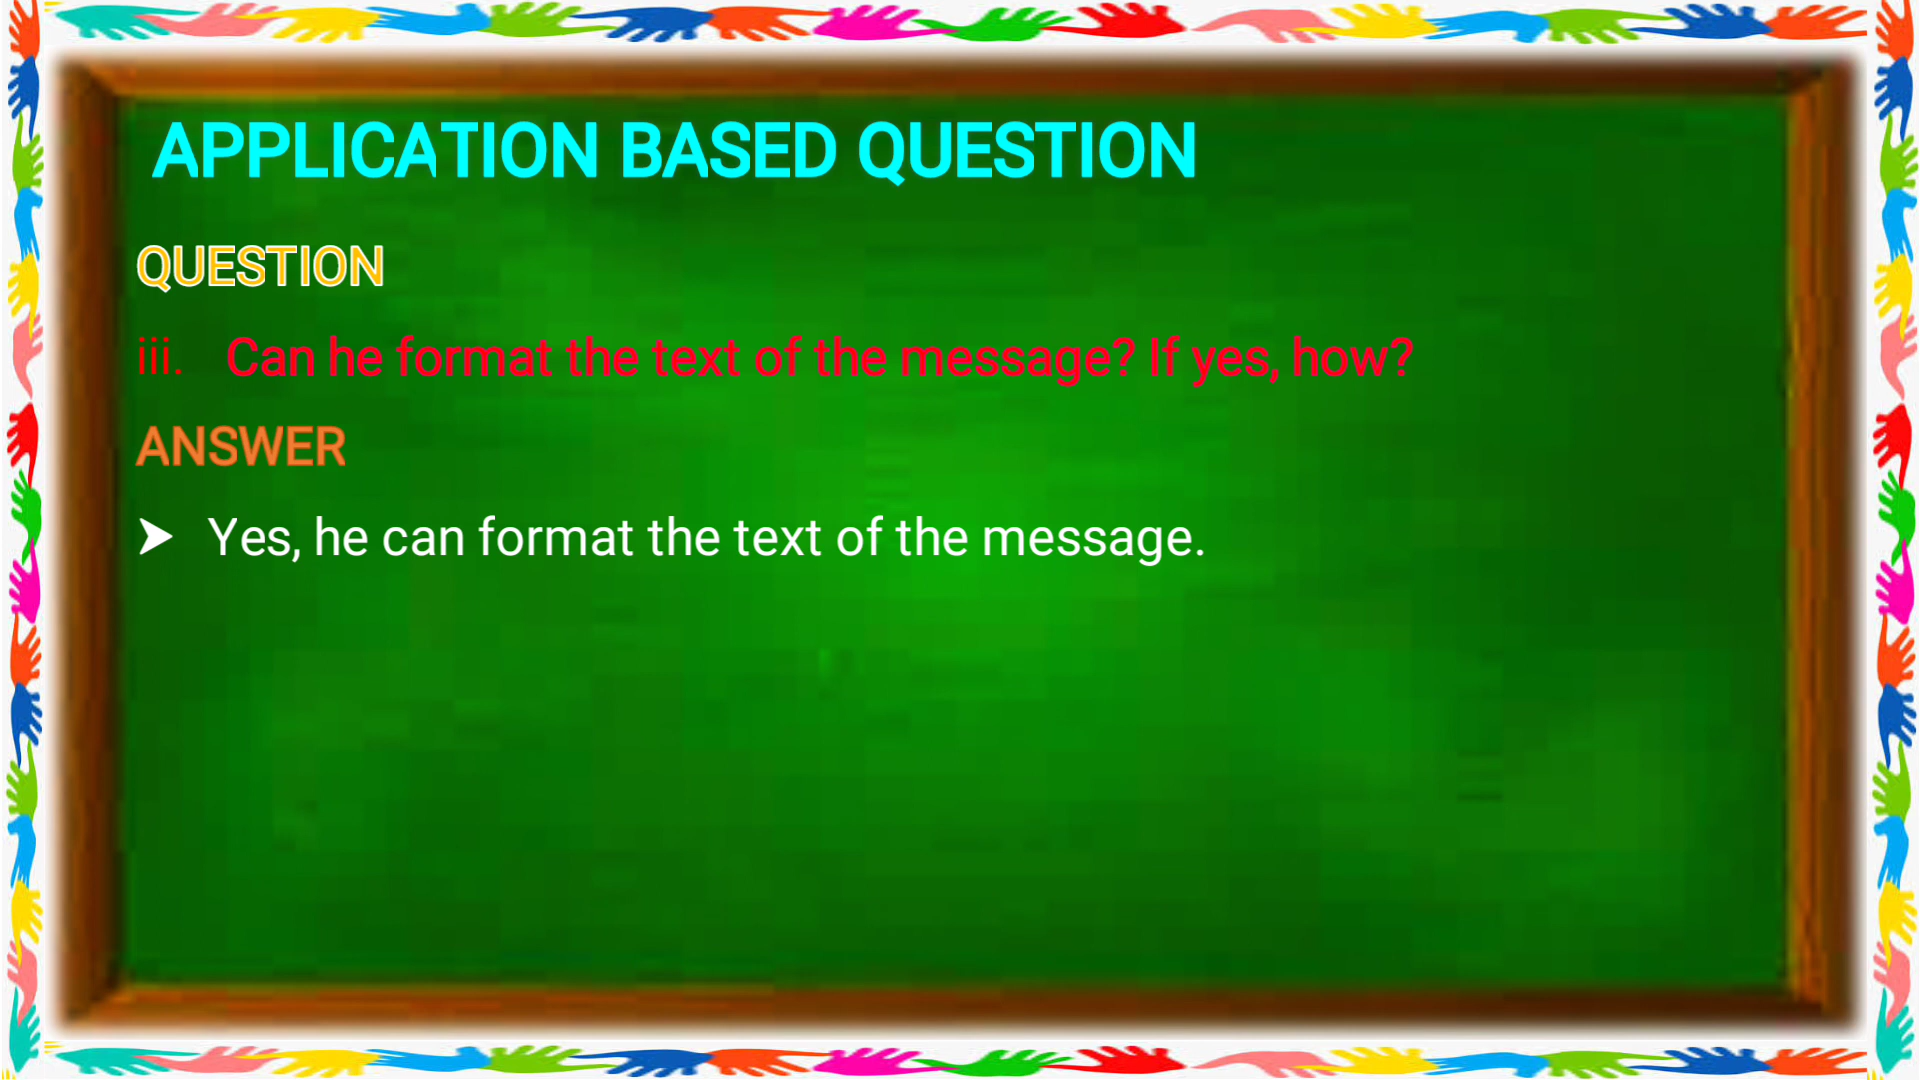 APPLICATION BASED QUESTION
QUESTION
iii. Can he format the text of the message? If yes, how?
ANSWER
➤ Yes, he can format the text of the message.